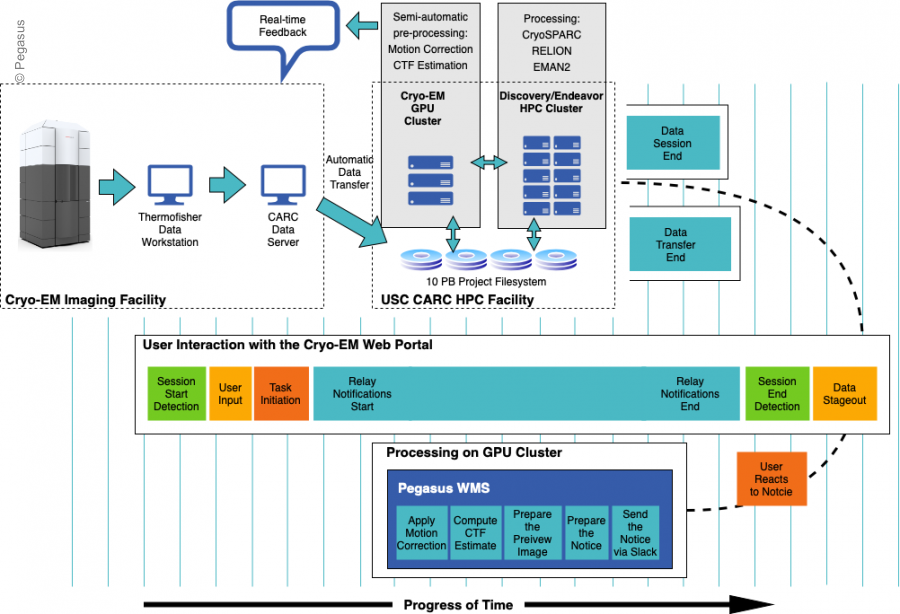 © Pegasus
Real-time
Feedback
Semi-automatic
pre-processing:
Motion Correction
CTF Estimation
Processing:
CryoSPARC
RELION
EMAN2
Cryo-EM
GPU
Cluster
Discovery/Endeavor
HPC Cluster
Automatic
Data
Transfer
Thermofisher
Data
Workstation
CARC
Data
Server
10 PB Project Filesystem
Cryo-EM Imaging Facility
USC CARC HPC Facility
Data
Session
End
Data
Transfer
End
User Interaction with the Cryo-EM Web Portal
Session
Start
Detection
User
Input
Task
Initiation
Relay
Notifications
Start
Relay
Notifications
End
Session
End
Detection
Data
Stageout
Processing on GPU Cluster
Pegasus WMS
Apply
Motion
Correction
Compute
CTF
Estimate
Prepare
the
Preivew
Image
Prepare
the
Notice
Send
the
Notice
via Slack
User
Reacts
to Notcie
Progress of Time